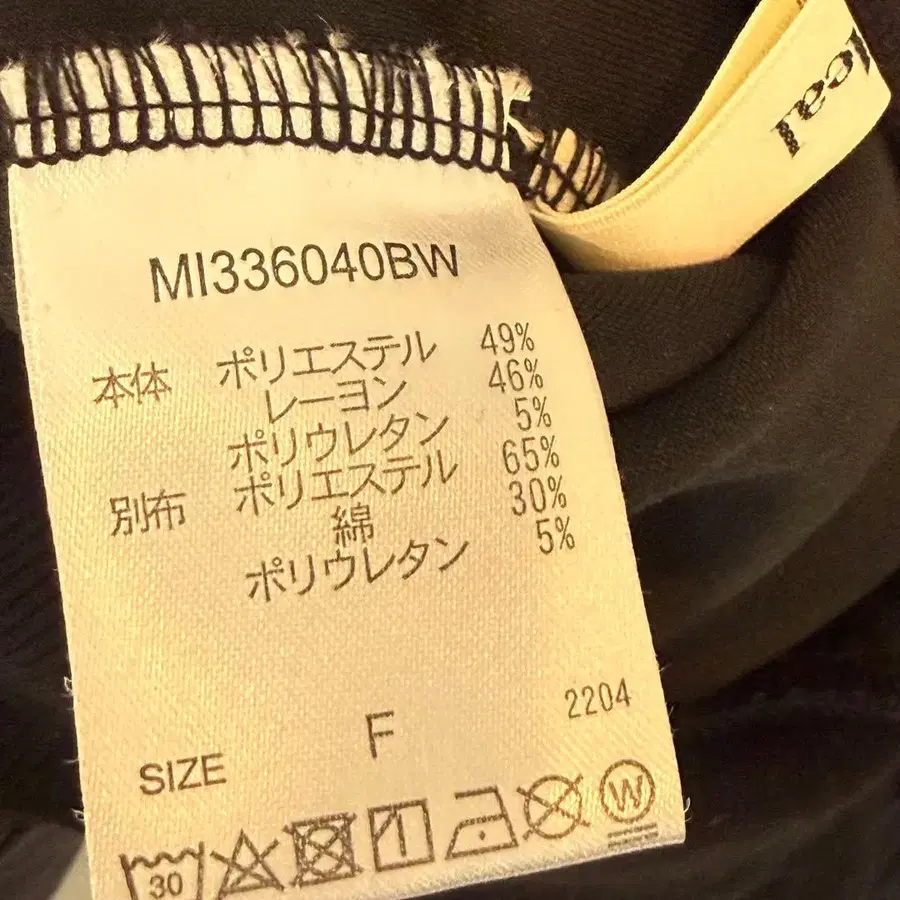 MI336040BW
本体 ポリエステル 49%
レーヨン 46%
ポリウレタン 5%
別布 ポリエステル 65%
綿 30%
ポリウレタン 5%
2204
SIZE F
30
W